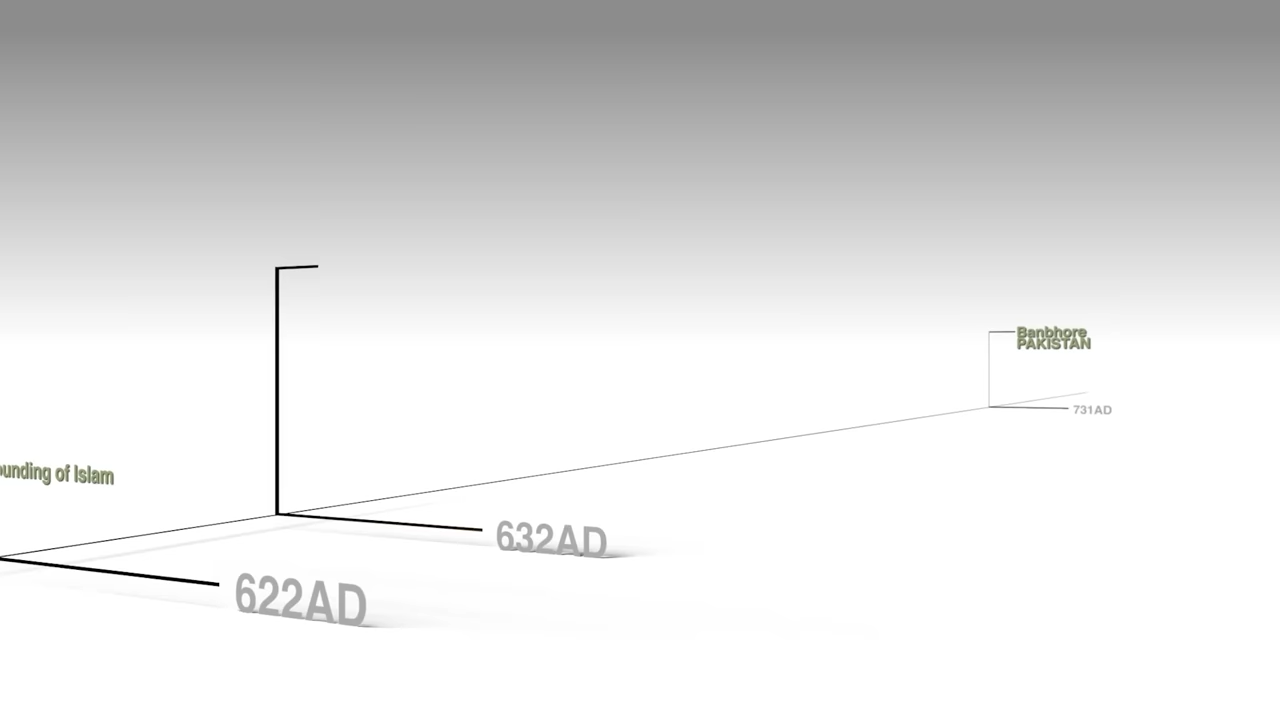 ounding of Islam
622AD
632AD
Banbhore
PAKISTAN
731AD